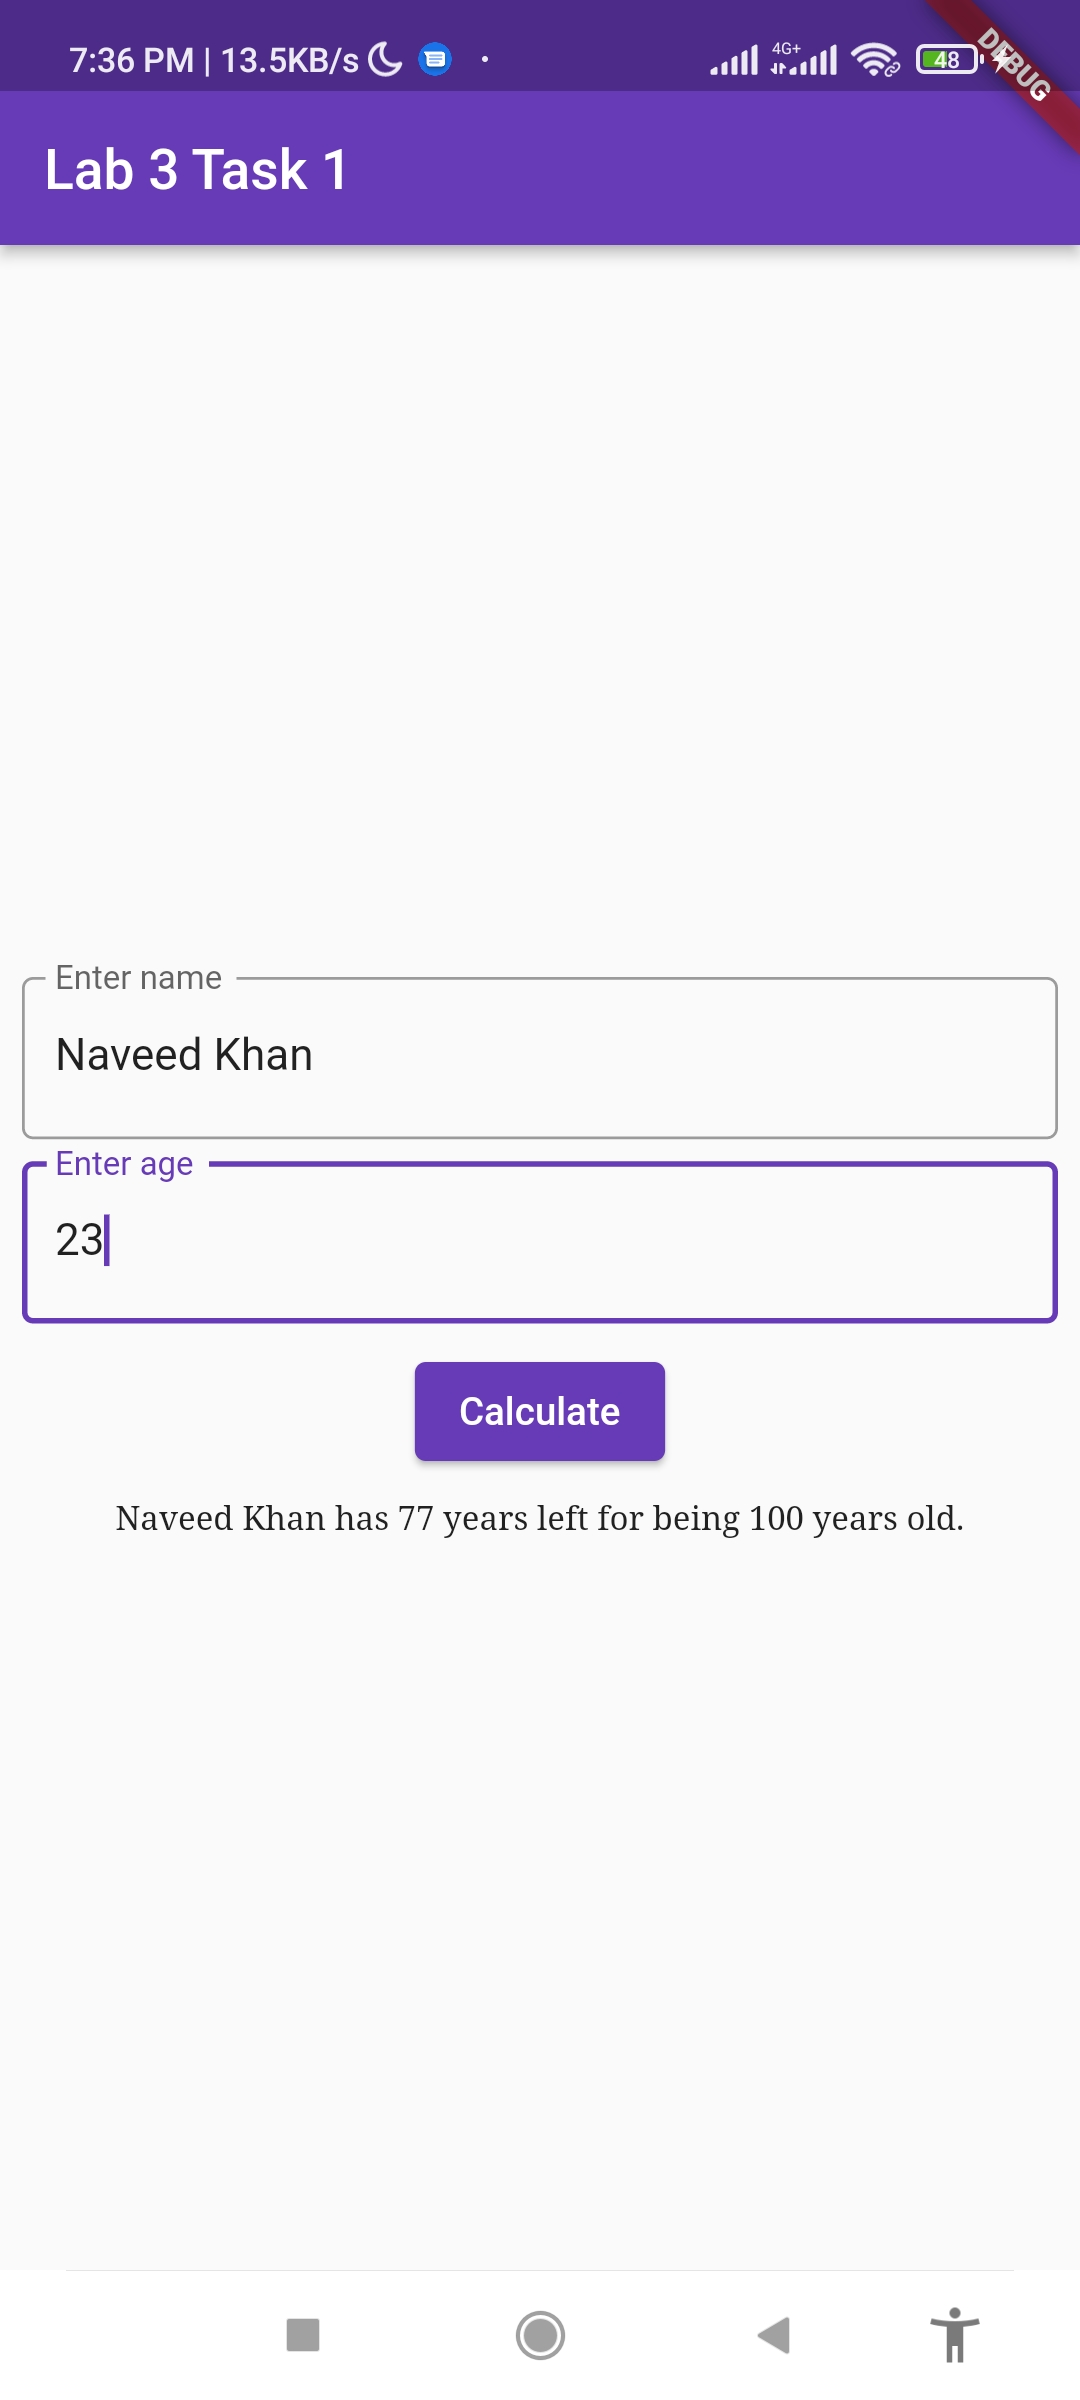 7:36 PM | 13.5KB/s
4G+
48
DEBUG
Lab 3 Task 1
Enter name
Naveed Khan
Enter age
23
Calculate
Naveed Khan has 77 years left for being 100 years old.